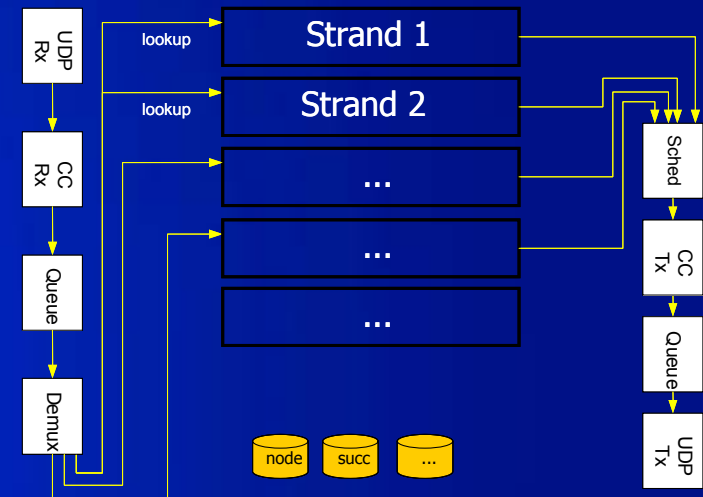 UDP
Rx
CC
Rx
Queue
Demux
lookup
lookup
Strand 1
Strand 2
...
...
...
node
succ
...
Sched
CC
Tx
Queue
UDP
Tx